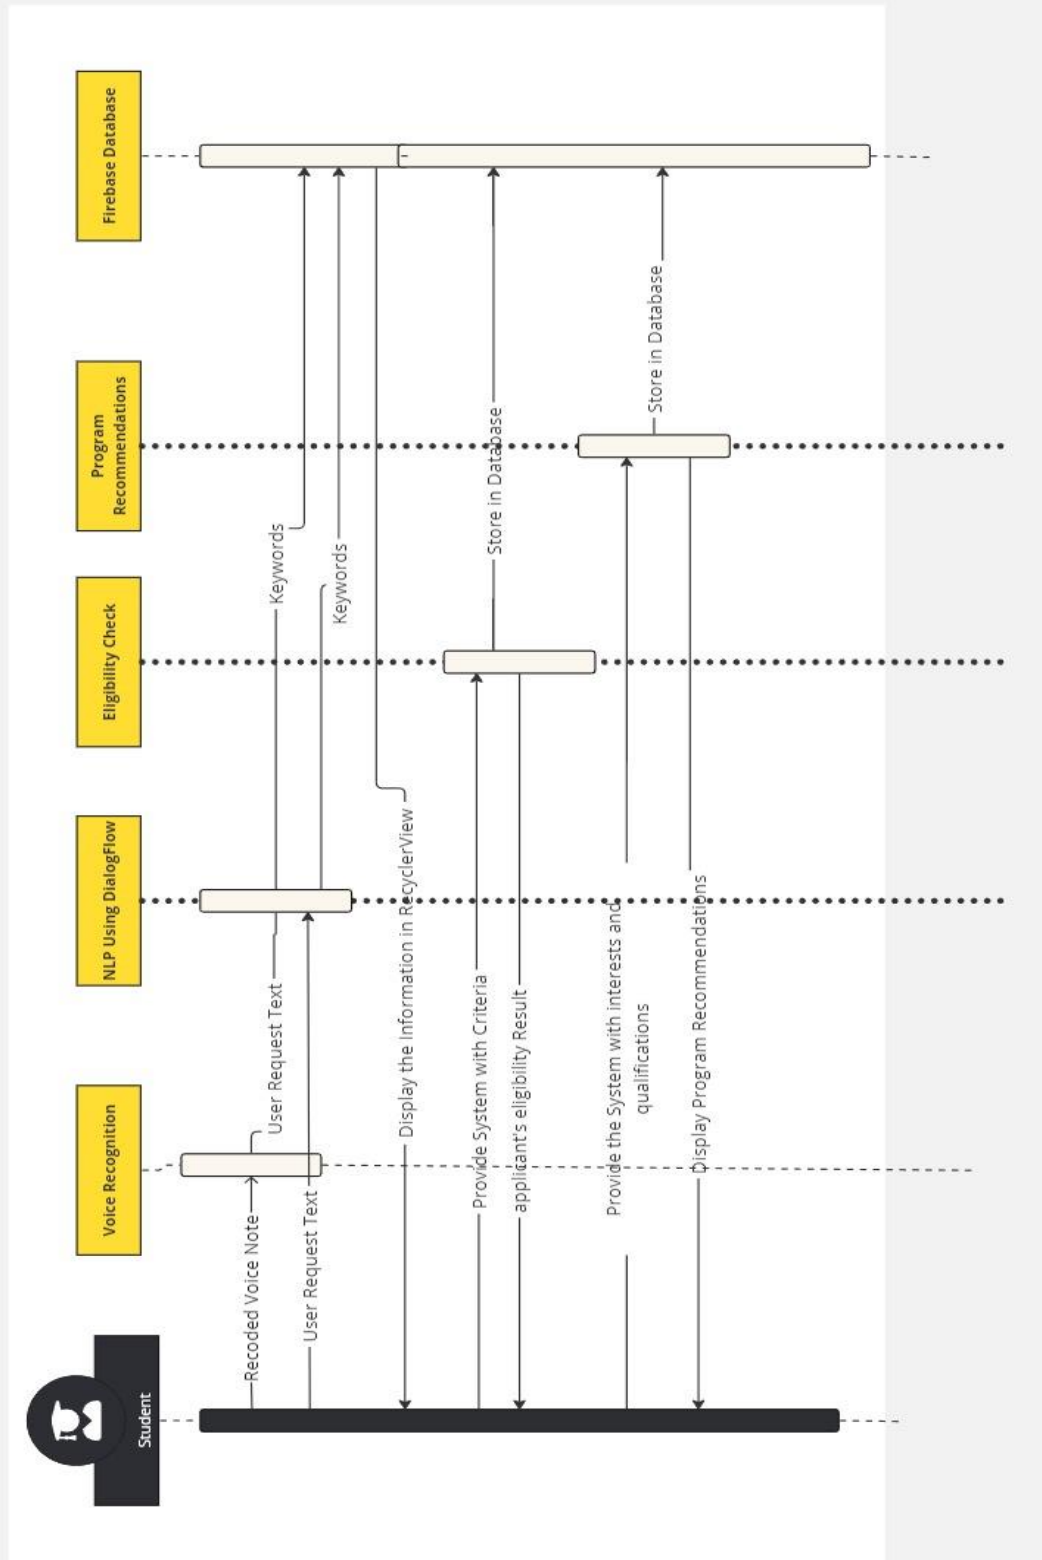 Student
Voice Recognition
NLP Using DialogFlow
Eligibility Check
Program
Recommendations
Firebase Database
Recoded Voice Note
User Request Text
Keywords
User Request Text
Keywords
Display the Information in RecyclerView
Provide System with Criteria
Store in Database
applicant's eligibility Result
Provide the System with interests and
qualifications
Store in Database
Display Program Recommendations